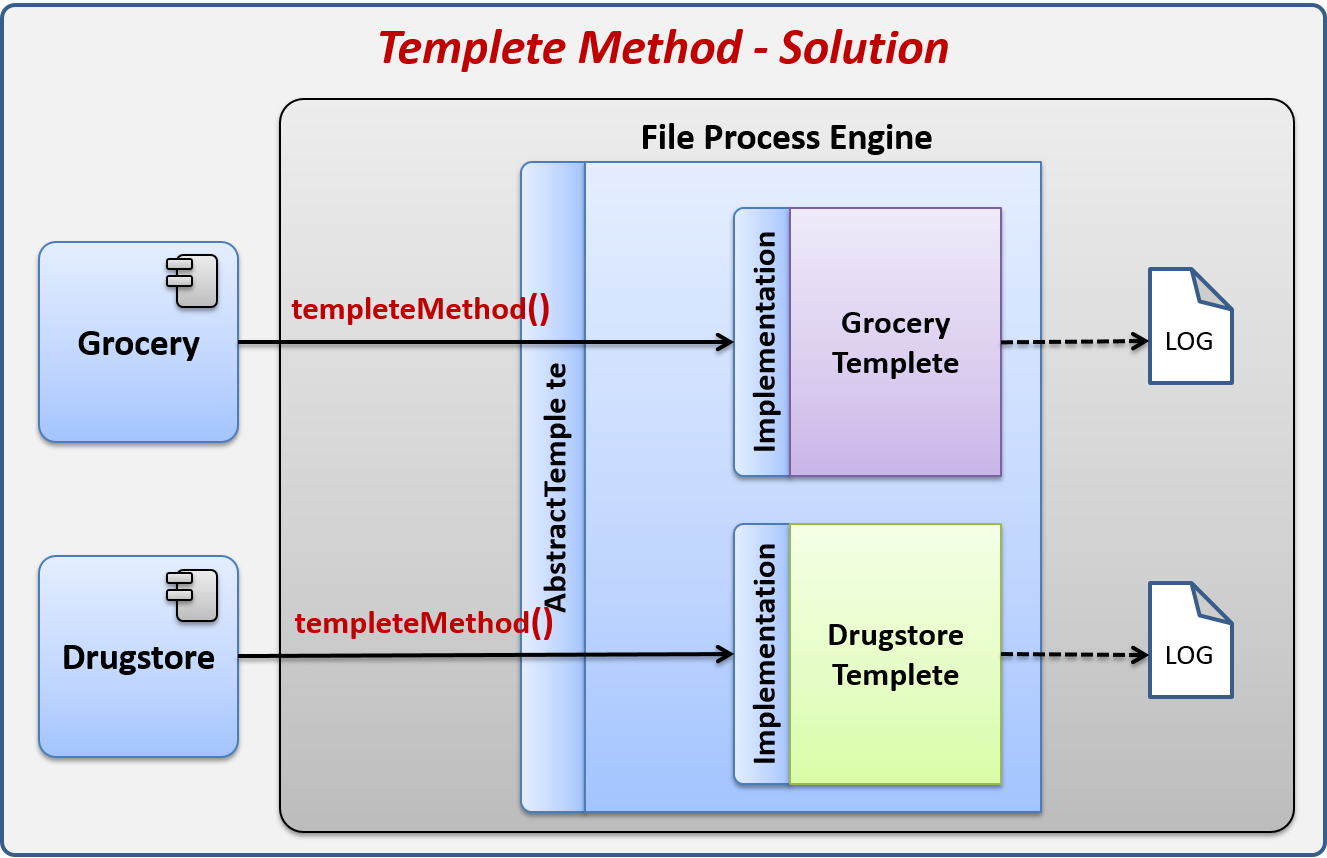 Templete Method - Solution
File Process Engine
Grocery
templeteMethod()
AbstractTemple te
Implementation
Grocery
Templete
LOG
Drugstore
templeteMethod()
Implementation
Drugstore
Templete
LOG